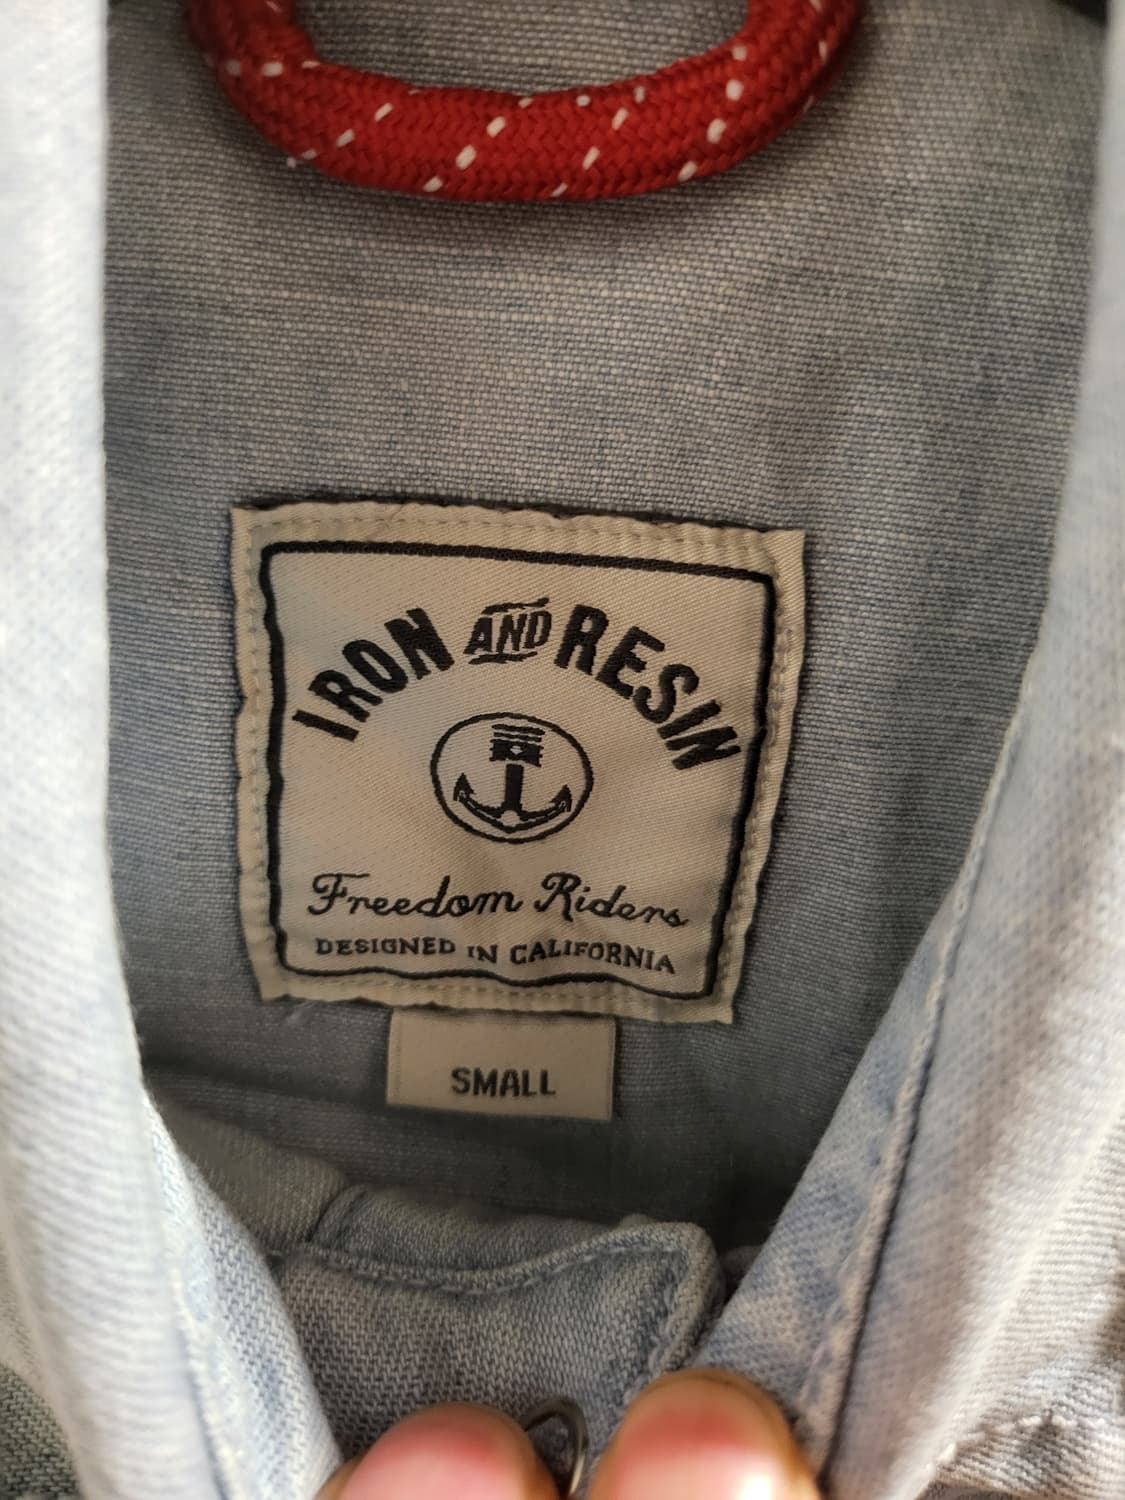 IRON AND RESIN
Freedom Riders
DESIGNED IN CALIFORNIA
SMALL